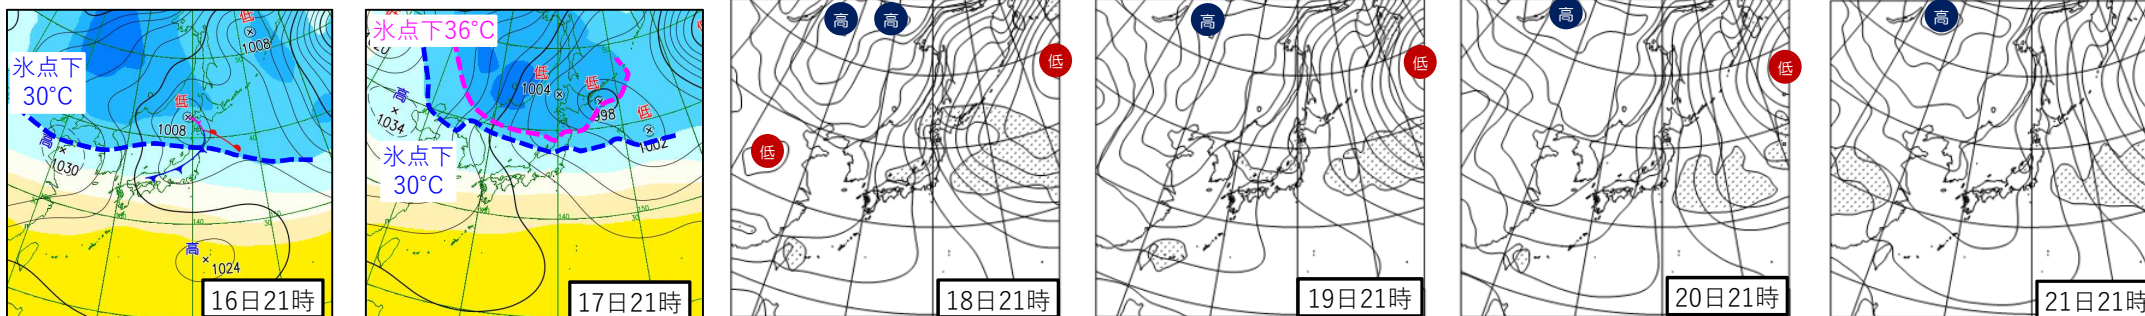 低
1008
氷点下
30°C
低
1008
高
1030
高
1024
16日21時
氷点下36°C
高
1034
低
1004
低
998
低
1002
氷点下
30°C
17日21時
高
高
低
低
18日21時
高
低
19日21時
高
低
20日21時
高
21日21時